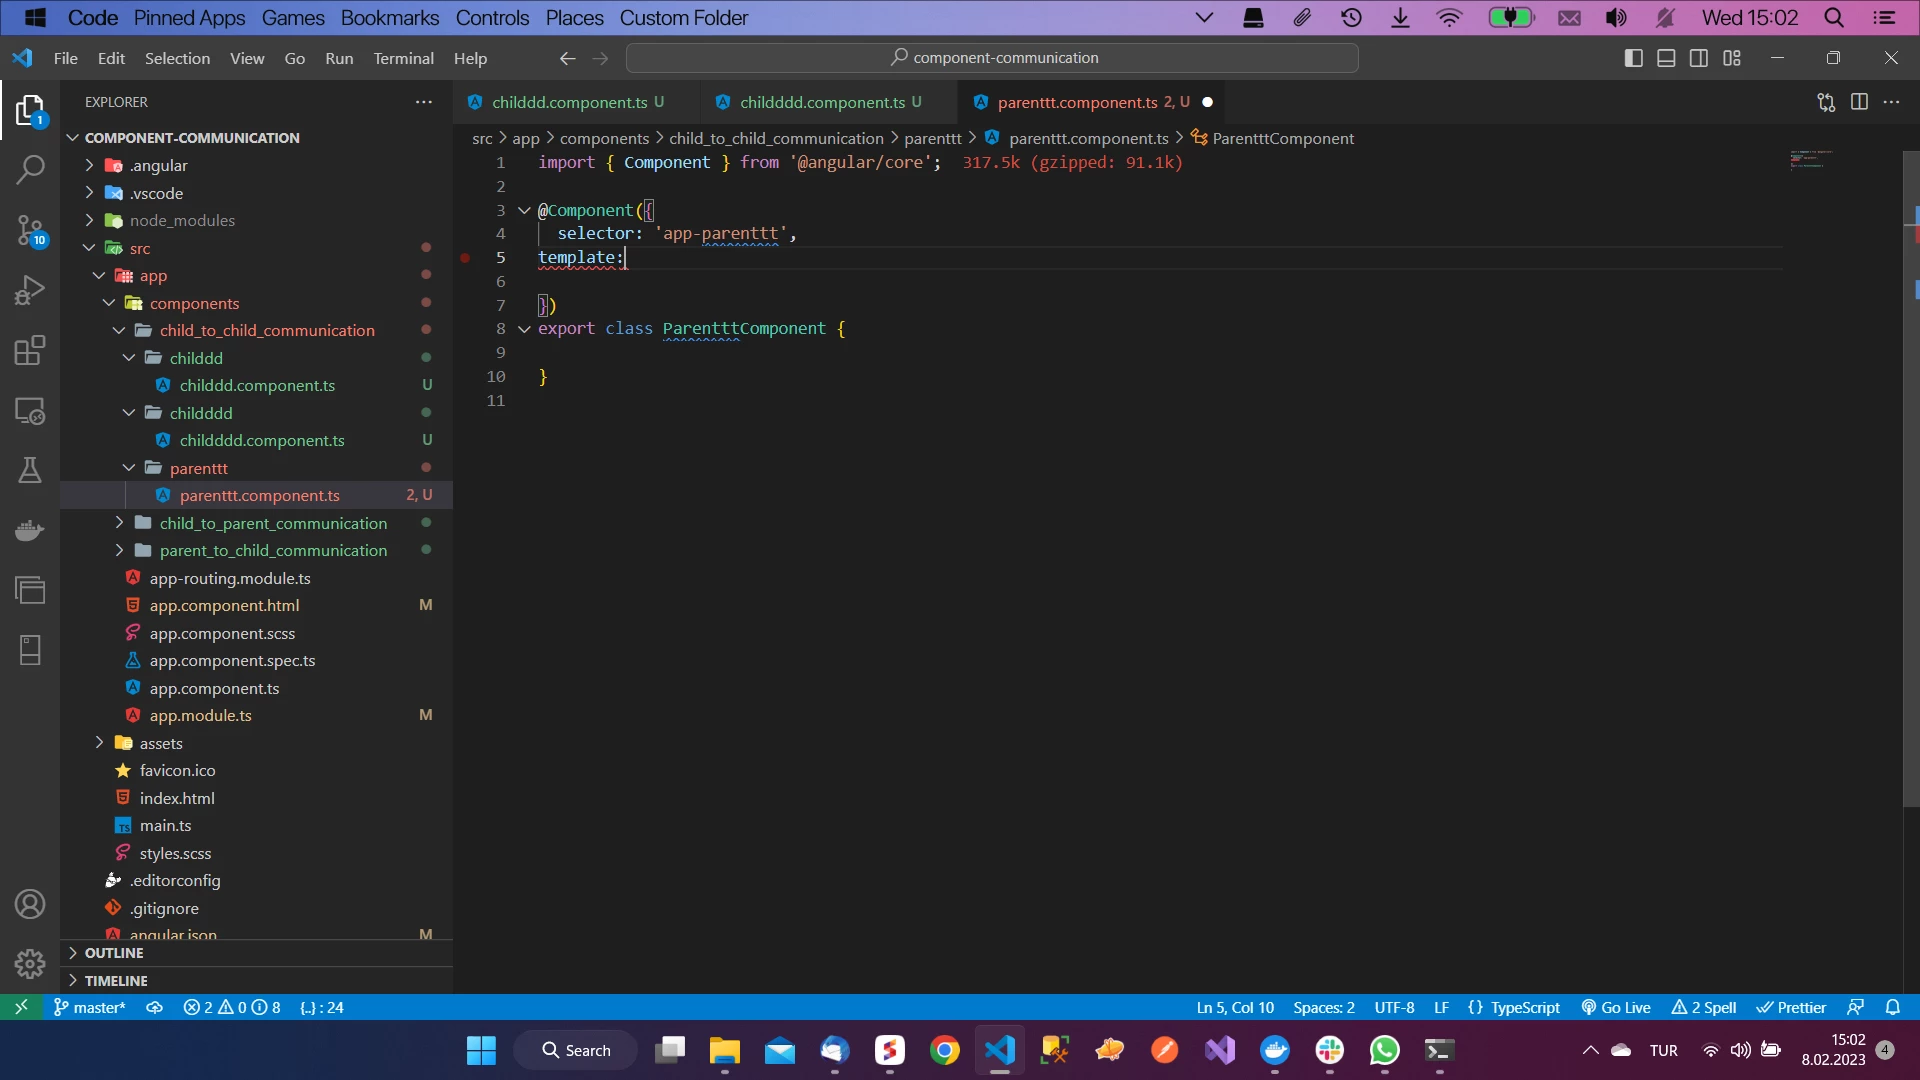 Code Pinned Apps Games Bookmarks Controls Places Custom Folder Wed 15:02
File Edit Selection View Go Run Terminal Help component-communication
EXPLORER
COMPONENT-COMMUNICATION
.angular
.vscode
node_modules
src
app
components
child_to_child_communication
childdd
childdd.component.ts U
childddd
childddd.component.ts U
parenttt
parenttt.component.ts 2, U
child_to_parent_communication
parent_to_child_communication
app-routing.module.ts
app.component.html M
app.component.scss
app.component.spec.ts
app.component.ts
app.module.ts M
assets
favicon.ico
index.html
main.ts
styles.scss
.editorconfig
.gitignore
angular.json M
OUTLINE
TIMELINE
1
10
childdd.component.ts U childddd.component.ts U parenttt.component.ts 2, U
src > app > components > child_to_child_communication > parenttt > parenttt.component.ts > ParentttComponent
1 import { Component } from '@angular/core'; 317.5k (gzipped: 91.1k)
2
3 @Component({
4 selector: 'app-parenttt',
5 template:
6
7 })
8 export class ParentttComponent {
9
10 }
11
master* 2 0 8 {..} : 24 Ln 5, Col 10 Spaces: 2 UTF-8 LF {} TypeScript Go Live 2 Spell Prettier
Search TUR 15:02
8.02.2023 4